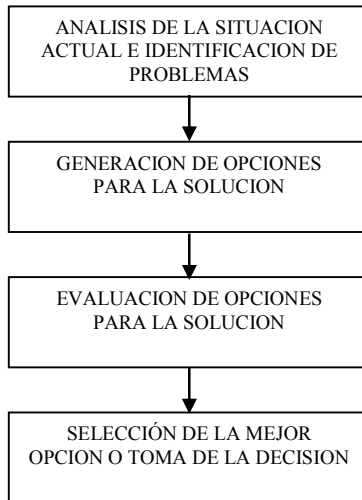 ANALISIS DE LA SITUACION
ACTUAL E IDENTIFICACION DE
PROBLEMAS
GENERACION DE OPCIONES
PARA LA SOLUCION
EVALUACION DE OPCIONES
PARA LA SOLUCION
SELECCIÓN DE LA MEJOR
OPCION O TOMA DE LA DECISION